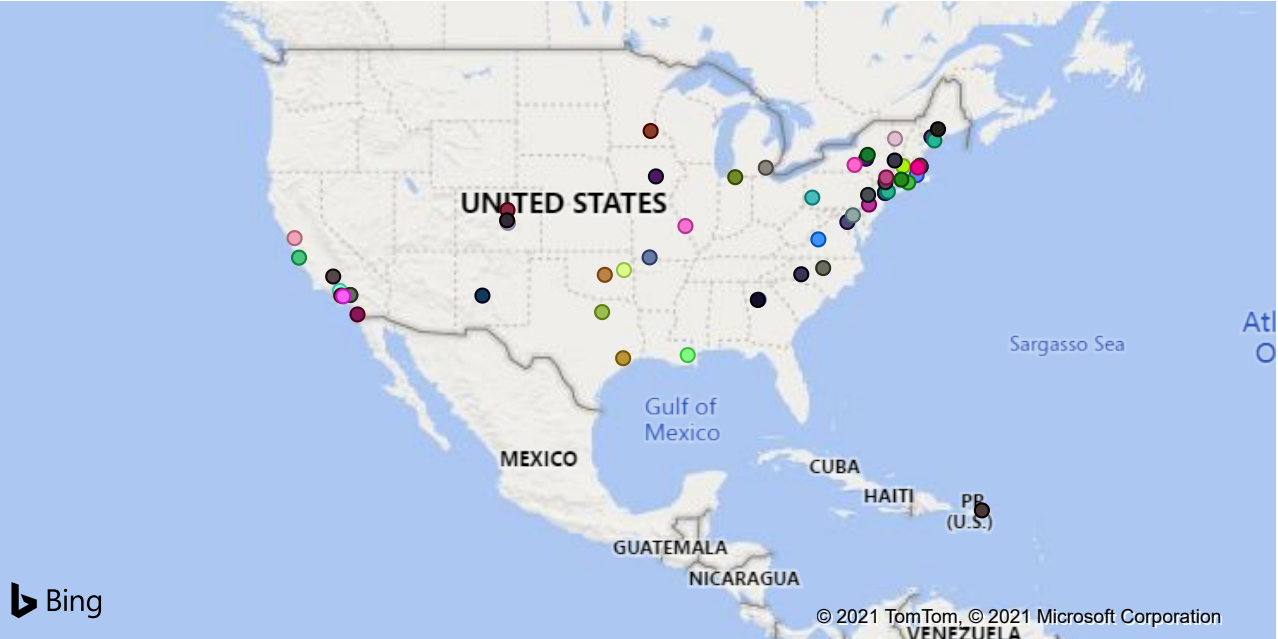 UNITED STATES
Atl
O
Sargasso Sea
Gulf of
Mexico
MEXICO
CUBA
HAITI
PR
(U.S.)
GUATEMALA
NICARAGUA
Bing
© 2021 TomTom, © 2021 Microsoft Corporation
VENEZUELA